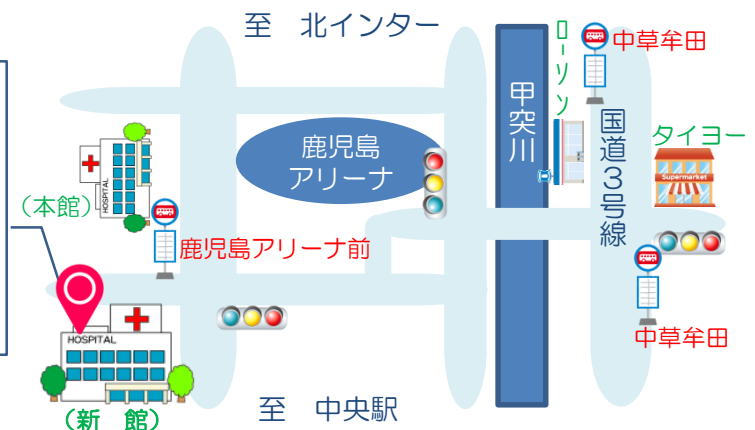 至　北インター
ローソン
中草牟田
甲突川
国道3号線
タイヨー
Supermarket
鹿児島
アリーナ
HOSPITAL
（本館）
鹿児島アリーナ前
HOSPITAL
（新　館）
中草牟田
至　中央駅